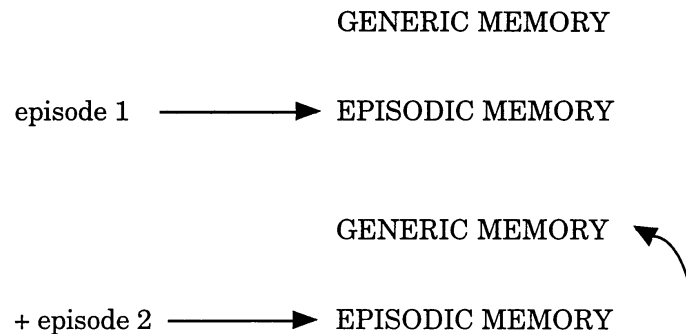 GENERIC MEMORY
episode 1 EPISODIC MEMORY
GENERIC MEMORY
+ episode 2 EPISODIC MEMORY